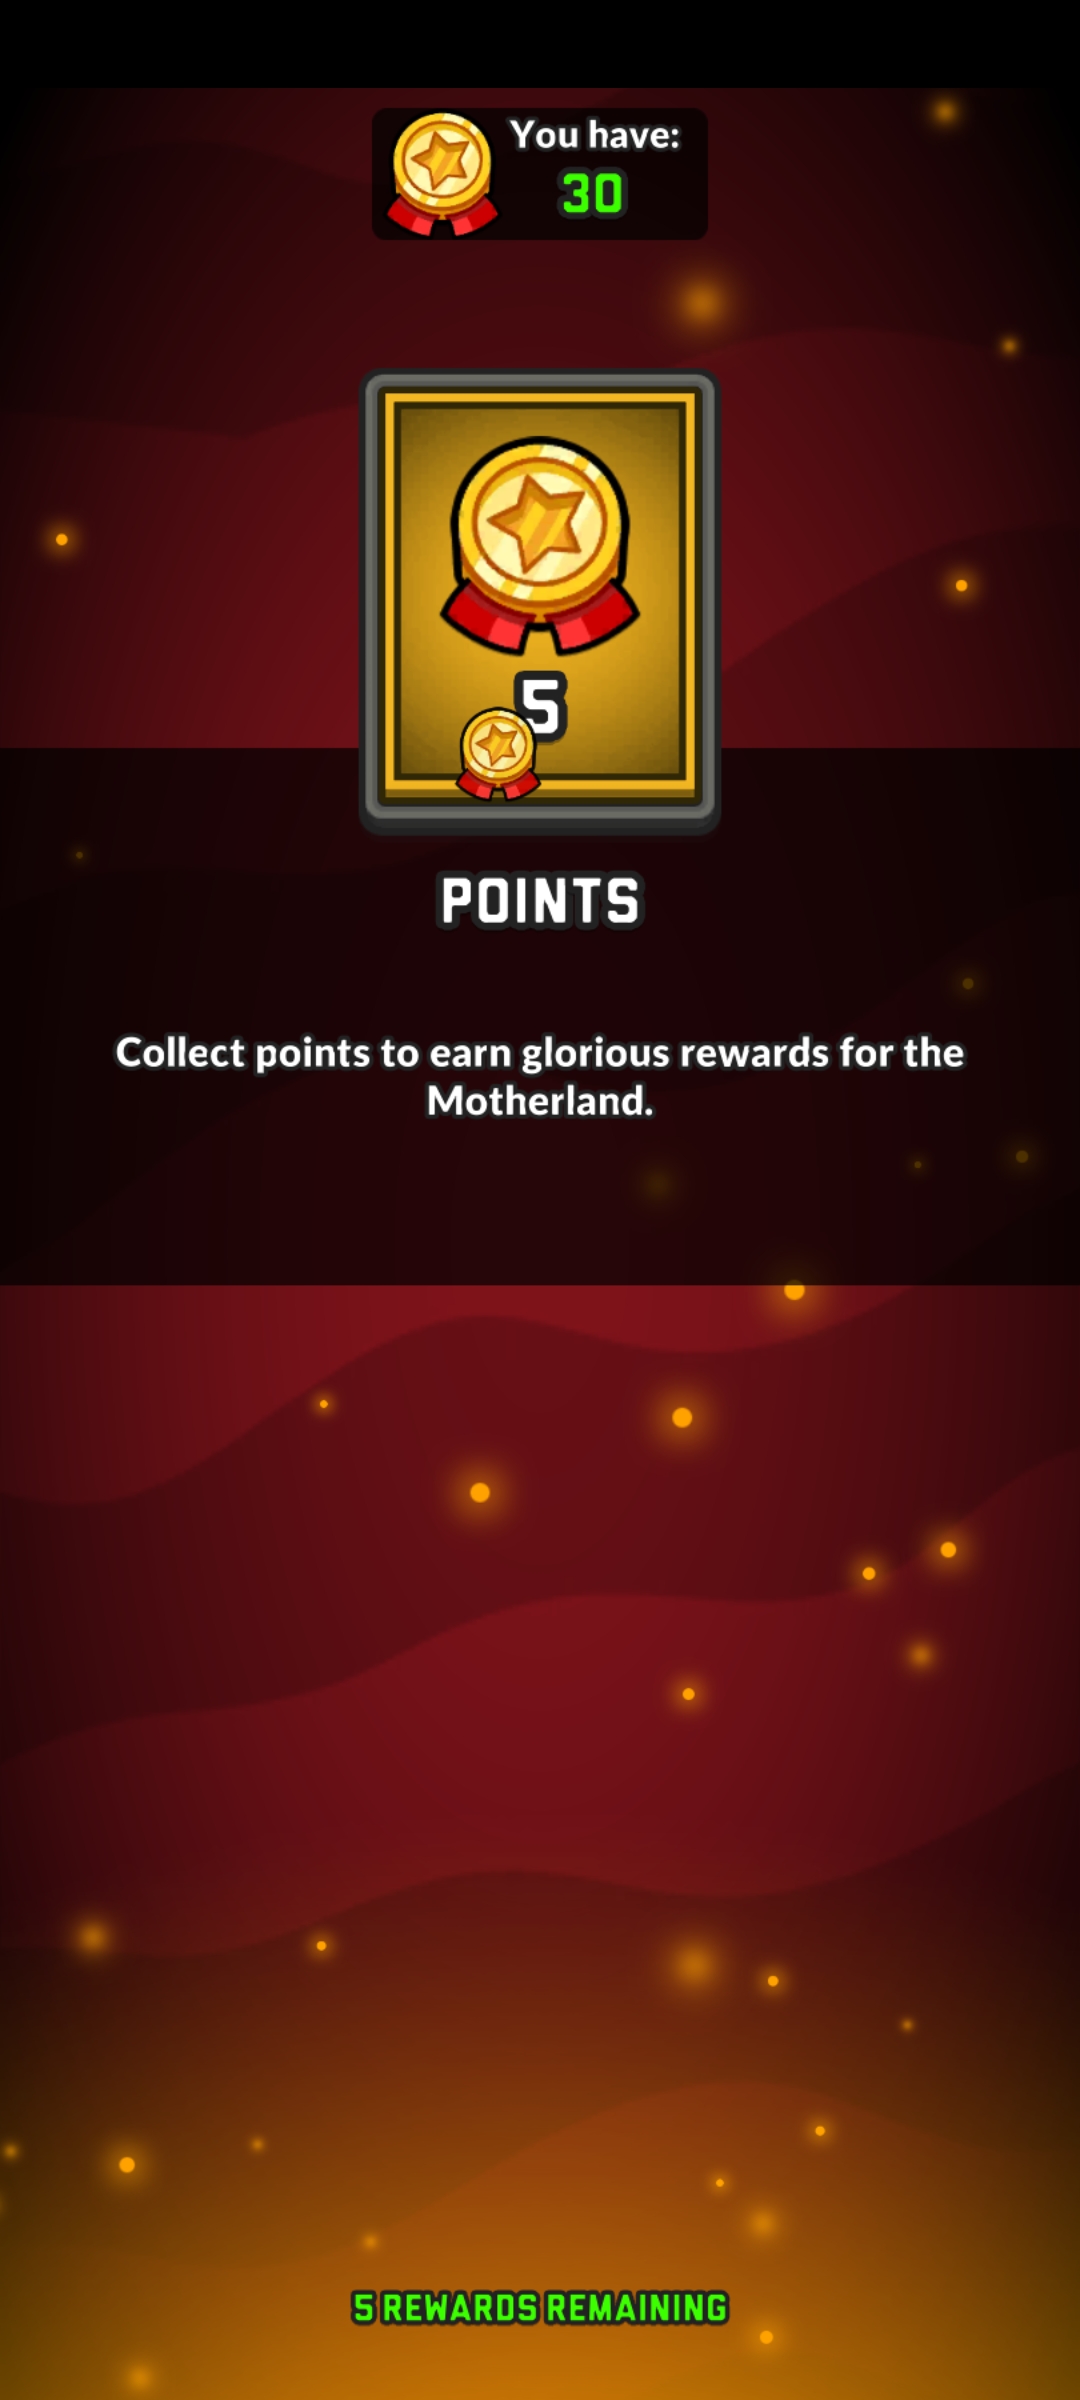 You have:
30
5
POINTS
Collect points to earn glorious rewards for the
Motherland.
5 REWARDS REMAINING